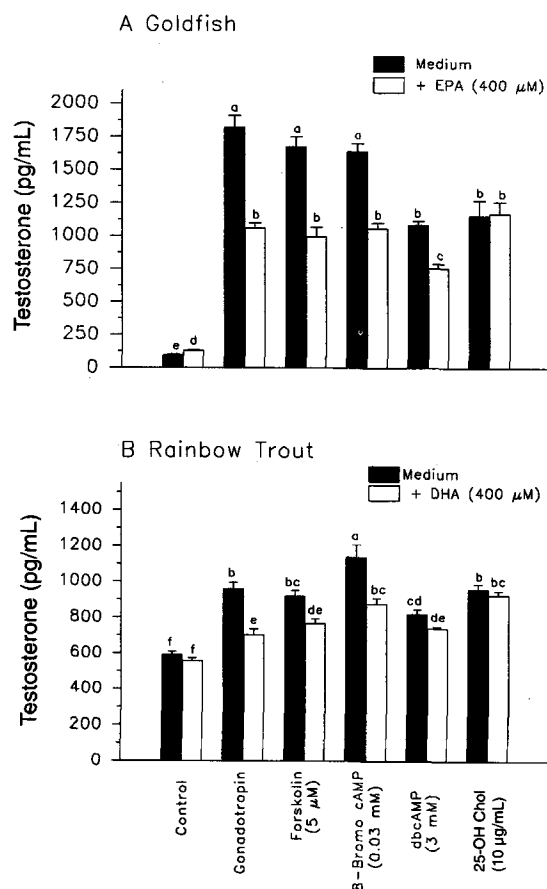 A Goldfish
Medium
+ EPA (400 μM)
Testosterone (pg/mL)
2000
1750
1500
1250
1000
750
500
250
0
e d
a b
a b
a b
b c
b b
B Rainbow Trout
Medium
+ DHA (400 μM)
Testosterone (pg/mL)
1400
1200
1000
800
600
400
200
0
f f
b e
bc de
a bc
cd de
b bc
Control
Gonadotropin
Forskolin
(5 μM)
8-Bromo cAMP
(0.03 mM)
dbcAMP
(3 mM)
25-OH Chol
(10 μg/mL)